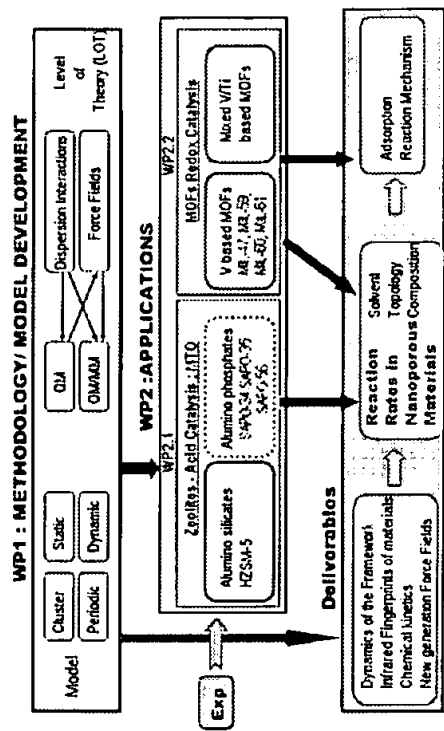 WP1 : METHODOLOGY/ MODEL DEVELOPMENT
Model
Cluster
Static
Periodic
Dynamic
QM
QM/MM
Dispersion Interactions
Force Fields
Level
of
Theory (LOT)
WP2 :APPLICATIONS
Exp
WP2.1
Zeolites - Acid Catalysis - MTO
Alumino silicates
HZSM-5
Alumino phosphates
SAPO-34 SAPO-35
SAPO-56
WP2.2
MOFs Redox Catalysis
V based MOFs
MIL-47, MIL-59,
MIL-60, MIL-61
Mixed V/Ti
based MOFs
Deliverables
Dynamics of the Framework
Infrared Fingerprints of materials
Chemical kinetics
New generation Force Fields
Reaction Solvent
Rates in Topology
Nanoporous Composition
Materials
Adsorption
Reaction Mechanism